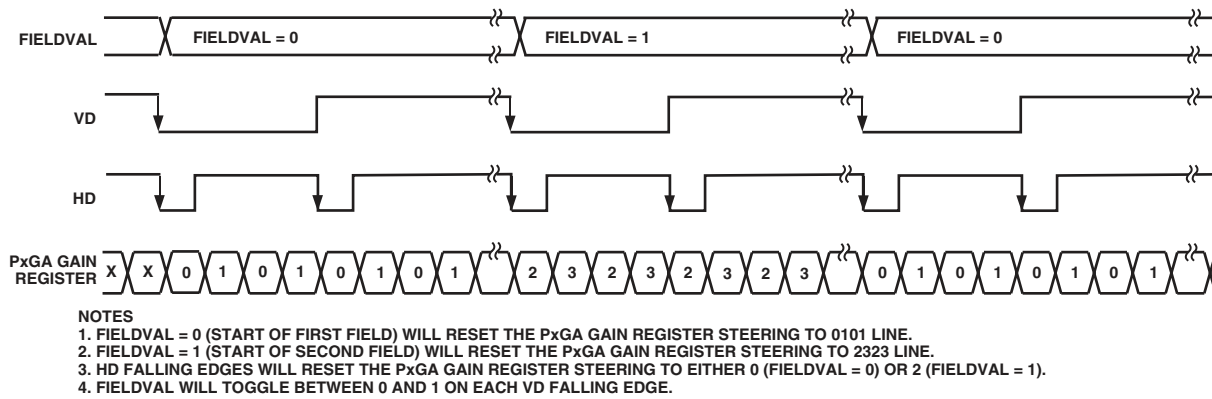 FIELDVAL FIELDVAL = 0 FIELDVAL = 1 FIELDVAL = 0
VD
HD
PxGA GAIN
REGISTER
X X 0 1 0 1 0 1 0 1 2 3 2 3 2 3 2 3 0 1 0 1 0 1 0 1
NOTES
1. FIELDVAL = 0 (START OF FIRST FIELD) WILL RESET THE PxGA GAIN REGISTER STEERING TO 0101 LINE.
2. FIELDVAL = 1 (START OF SECOND FIELD) WILL RESET THE PxGA GAIN REGISTER STEERING TO 2323 LINE.
3. HD FALLING EDGES WILL RESET THE PxGA GAIN REGISTER STEERING TO EITHER 0 (FIELDVAL = 0) OR 2 (FIELDVAL = 1).
4. FIELDVAL WILL TOGGLE BETWEEN 0 AND 1 ON EACH VD FALLING EDGE.